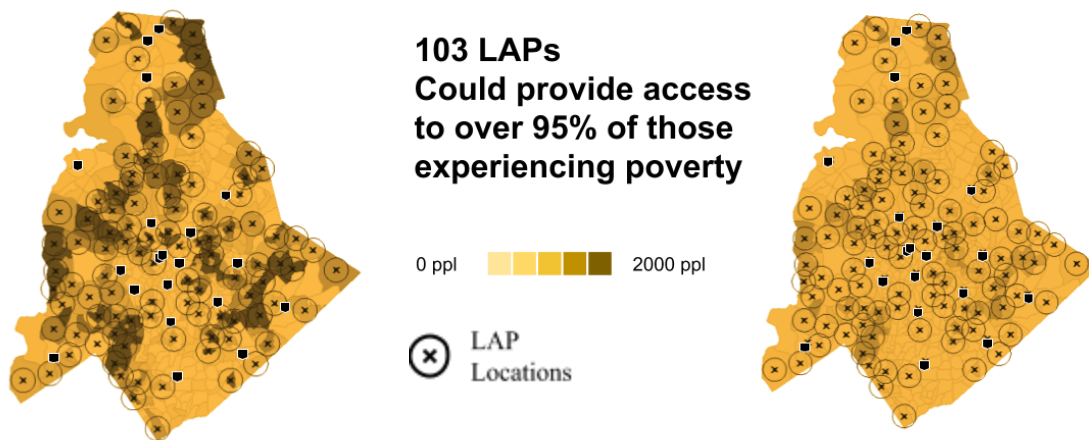 103 LAPs
Could provide access
to over 95% of those
experiencing poverty
0 ppl
2000 ppl
LAP
Locations